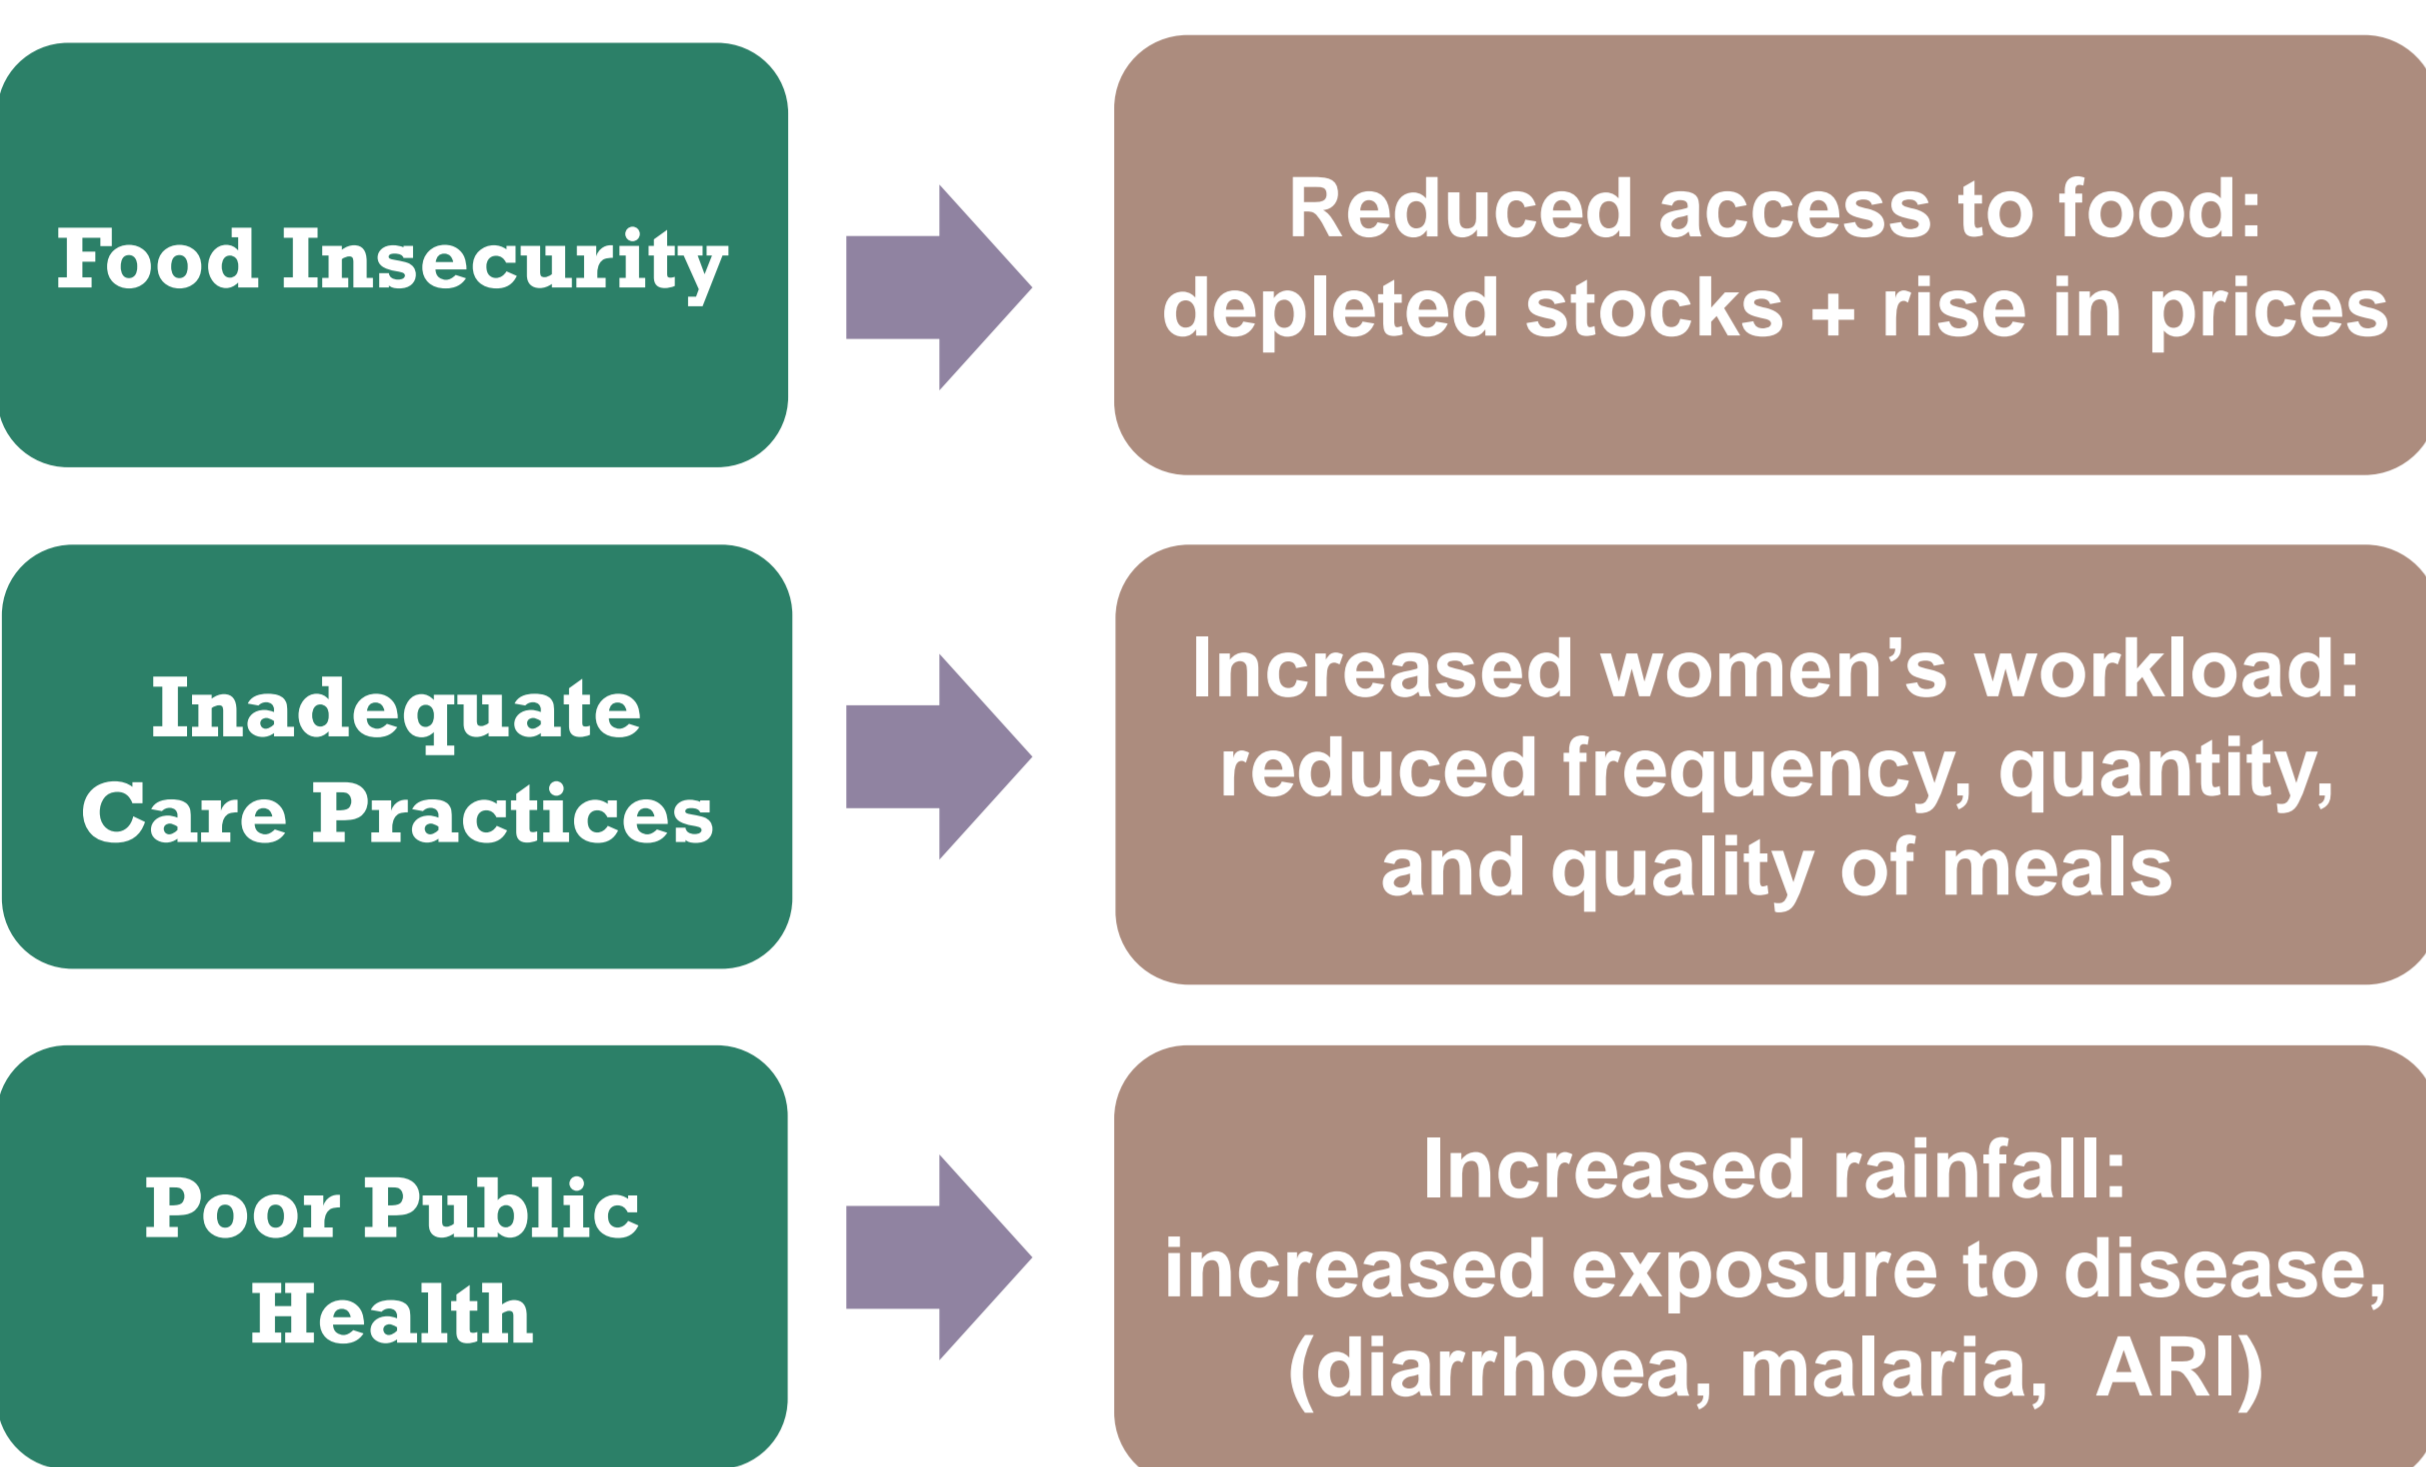 Food Insecurity
Reduced access to food:
depleted stocks + rise in prices
Inadequate
Care Practices
Increased women’s workload:
reduced frequency, quantity,
and quality of meals
Poor Public
Health
Increased rainfall:
increased exposure to disease,
(diarrhoea, malaria,  ARI)